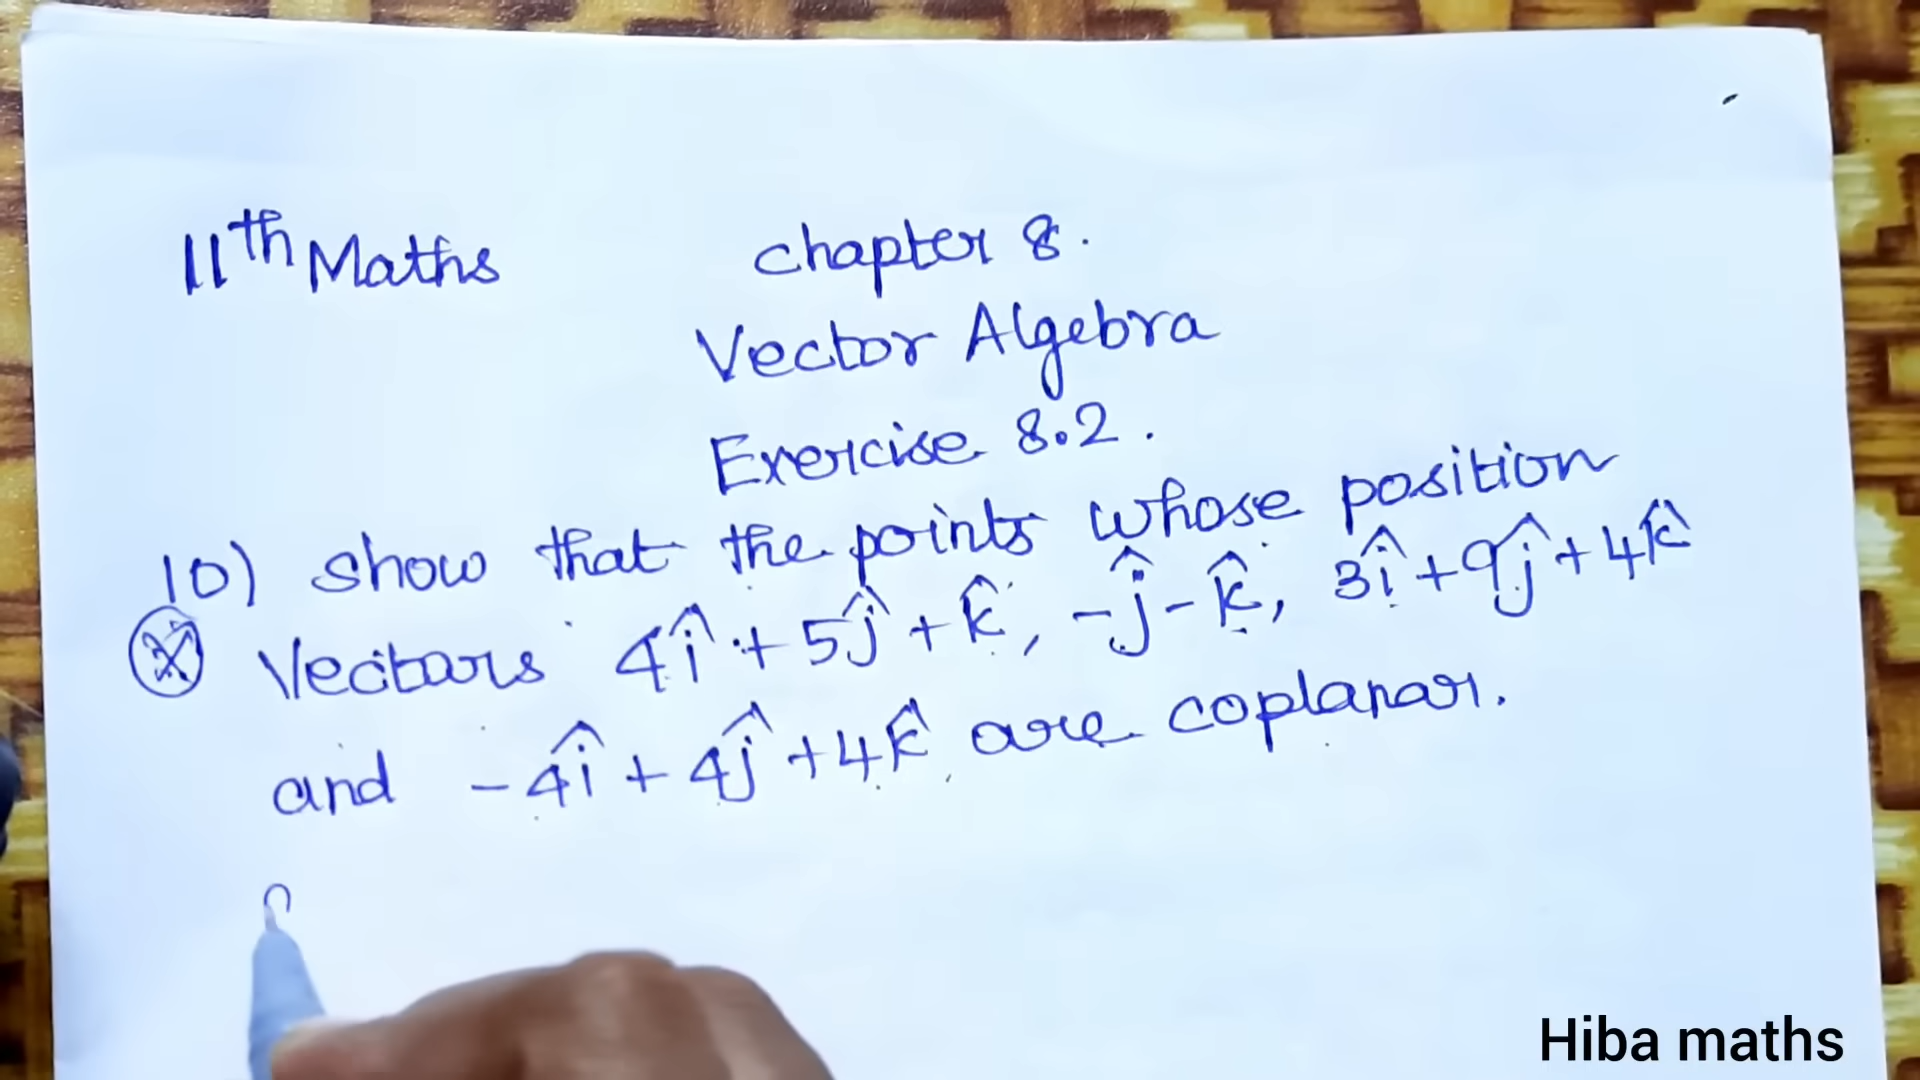 11th Maths chapter 8.
Vector Algebra
Exercise 8.2.
10) show that the points whose position
Vectors 4î + 5ĵ + k̂, -ĵ - k̂, 3î + 9ĵ + 4k̂
and -4î + 4ĵ + 4k̂ are coplanar.
Hiba maths